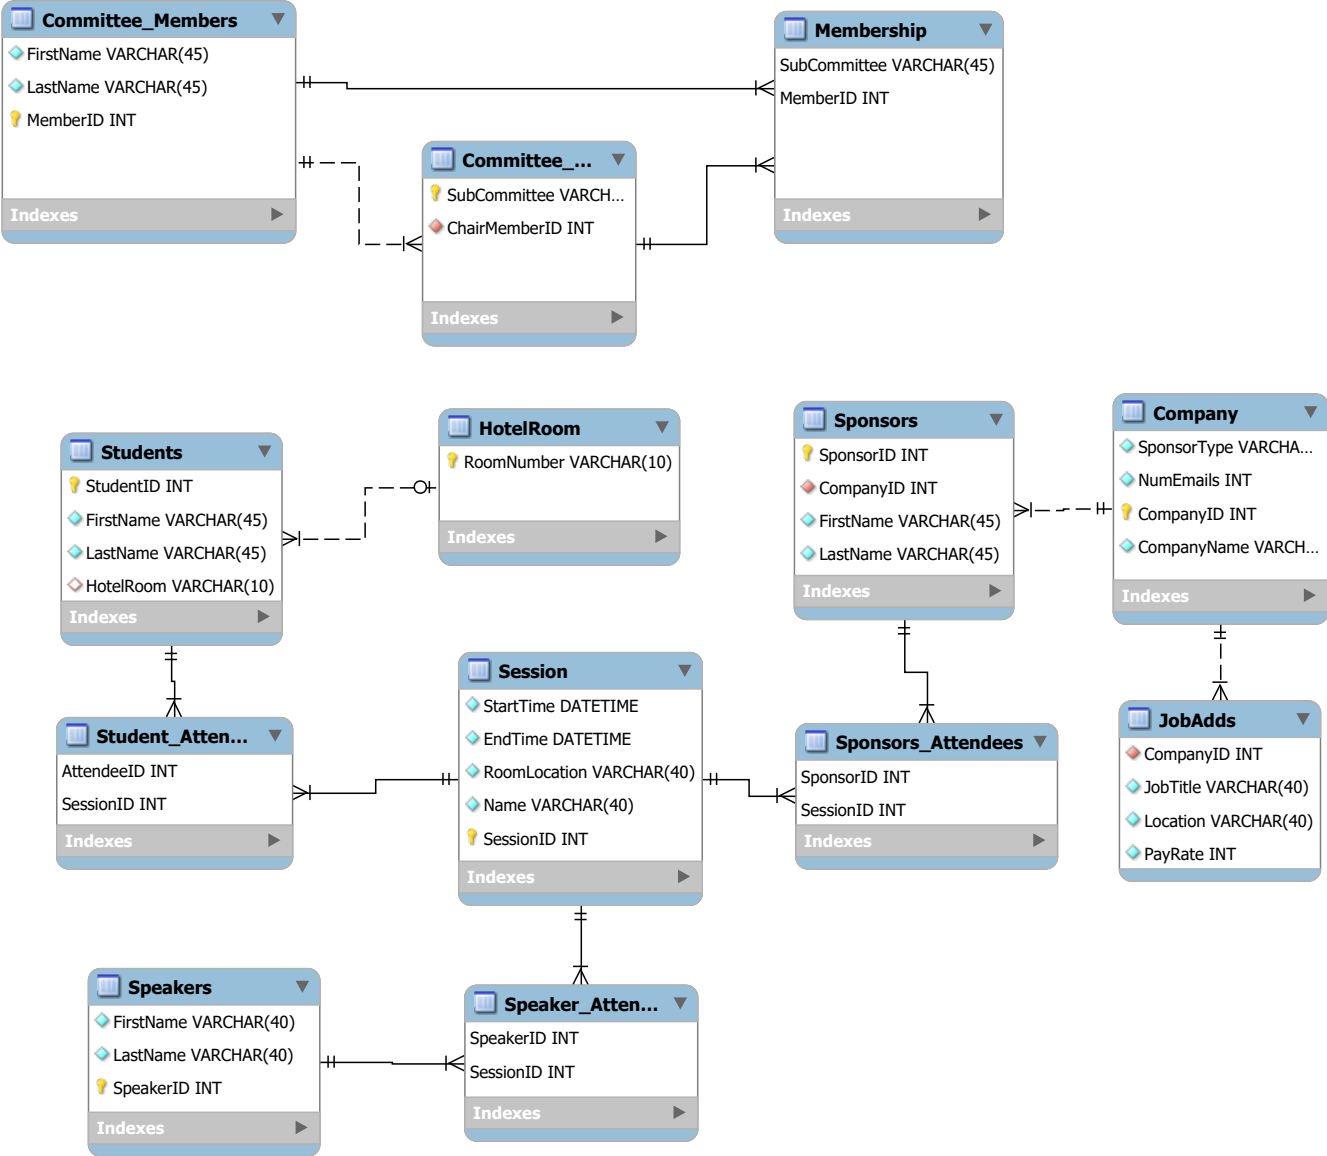 Committee_Members
FirstName VARCHAR(45)
LastName VARCHAR(45)
MemberID INT
Indexes
Membership
SubCommittee VARCHAR(45)
MemberID INT
Indexes
Committee_...
SubCommittee VARCH...
ChairMemberID INT
Indexes
Students
StudentID INT
FirstName VARCHAR(45)
LastName VARCHAR(45)
HotelRoom VARCHAR(10)
Indexes
HotelRoom
RoomNumber VARCHAR(10)
Indexes
Sponsors
SponsorID INT
CompanyID INT
FirstName VARCHAR(45)
LastName VARCHAR(45)
Indexes
Company
SponsorType VARCHA...
NumEmails INT
CompanyID INT
CompanyName VARCH...
Indexes
Student_Atten...
AttendeeID INT
SessionID INT
Indexes
Session
StartTime DATETIME
EndTime DATETIME
RoomLocation VARCHAR(40)
Name VARCHAR(40)
SessionID INT
Indexes
Sponsors_Attendees
SponsorID INT
SessionID INT
Indexes
JobAdds
CompanyID INT
JobTitle VARCHAR(40)
Location VARCHAR(40)
PayRate INT
Speakers
FirstName VARCHAR(40)
LastName VARCHAR(40)
SpeakerID INT
Indexes
Speaker_Atten...
SpeakerID INT
SessionID INT
Indexes